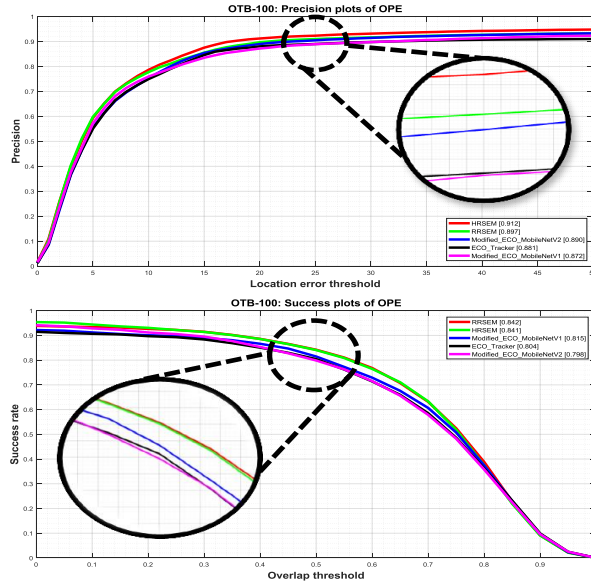 OTB-100: Precision plots of OPE
Precision
1
0.9
0.8
0.7
0.6
0.5
0.4
0.3
0.2
0.1
0
0 5 10 15 20 25 30 35 40 45 50
Location error threshold
HRSEM [0.912]
RRSEM [0.897]
Modified_ECO_MobileNetV2 [0.890]
ECO_Tracker [0.881]
Modified_ECO_MobileNetV1 [0.872]
OTB-100: Success plots of OPE
Success rate
1
0.9
0.8
0.7
0.6
0.5
0.4
0.3
0.2
0.1
0
0 0.1 0.2 0.3 0.4 0.5 0.6 0.7 0.8 0.9
Overlap threshold
RRSEM [0.842]
HRSEM [0.841]
Modified_ECO_MobileNetV1 [0.815]
ECO_Tracker [0.804]
Modified_ECO_MobileNetV2 [0.798]